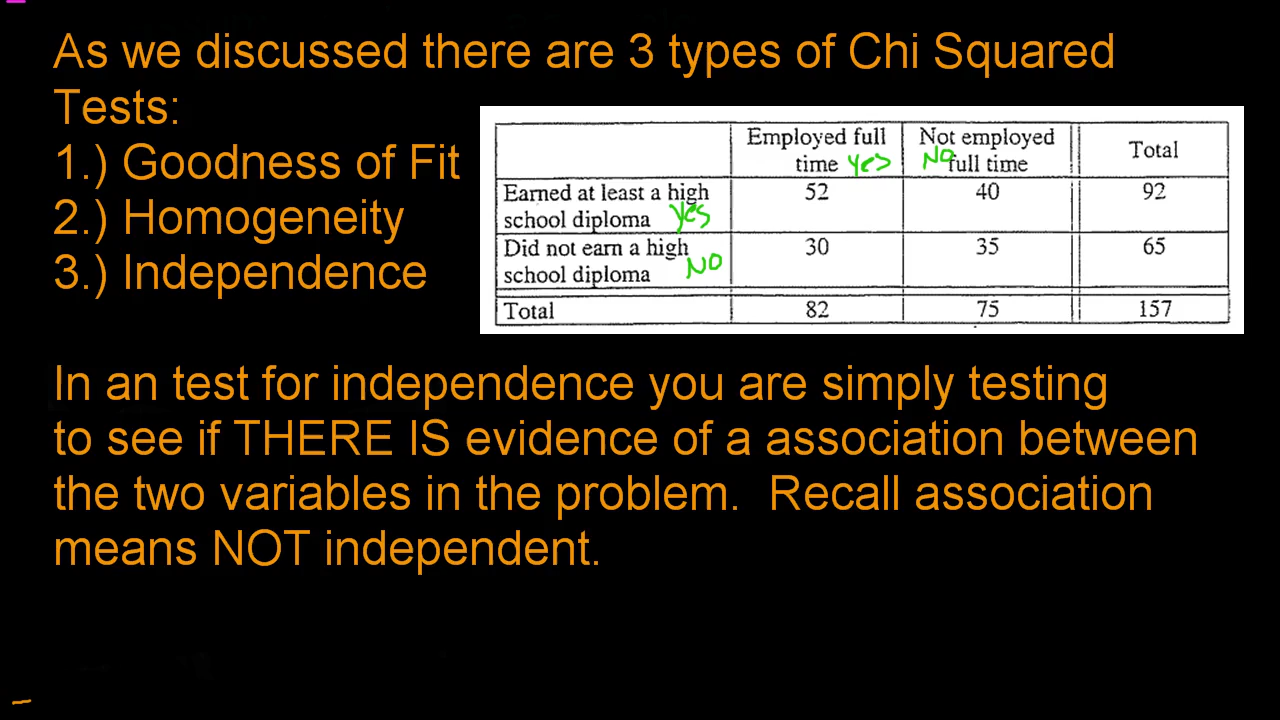 As we discussed there are 3 types of Chi Squared
Tests:
1.) Goodness of Fit
2.) Homogeneity
3.) Independence
Employed full time yes Not employed full time NO Total
Earned at least a high school diploma yes 52 40 92
Did not earn a high school diploma NO 30 35 65
Total 82 75 157
In an test for independence you are simply testing
to see if THERE IS evidence of a association between
the two variables in the problem. Recall association
means NOT independent.